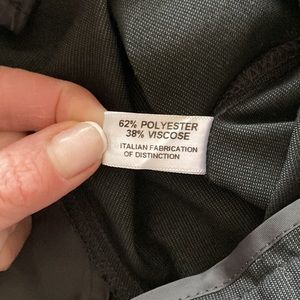 62% POLYESTER
38% VISCOSE
ITALIAN FABRICATION
OF DISTINCTION